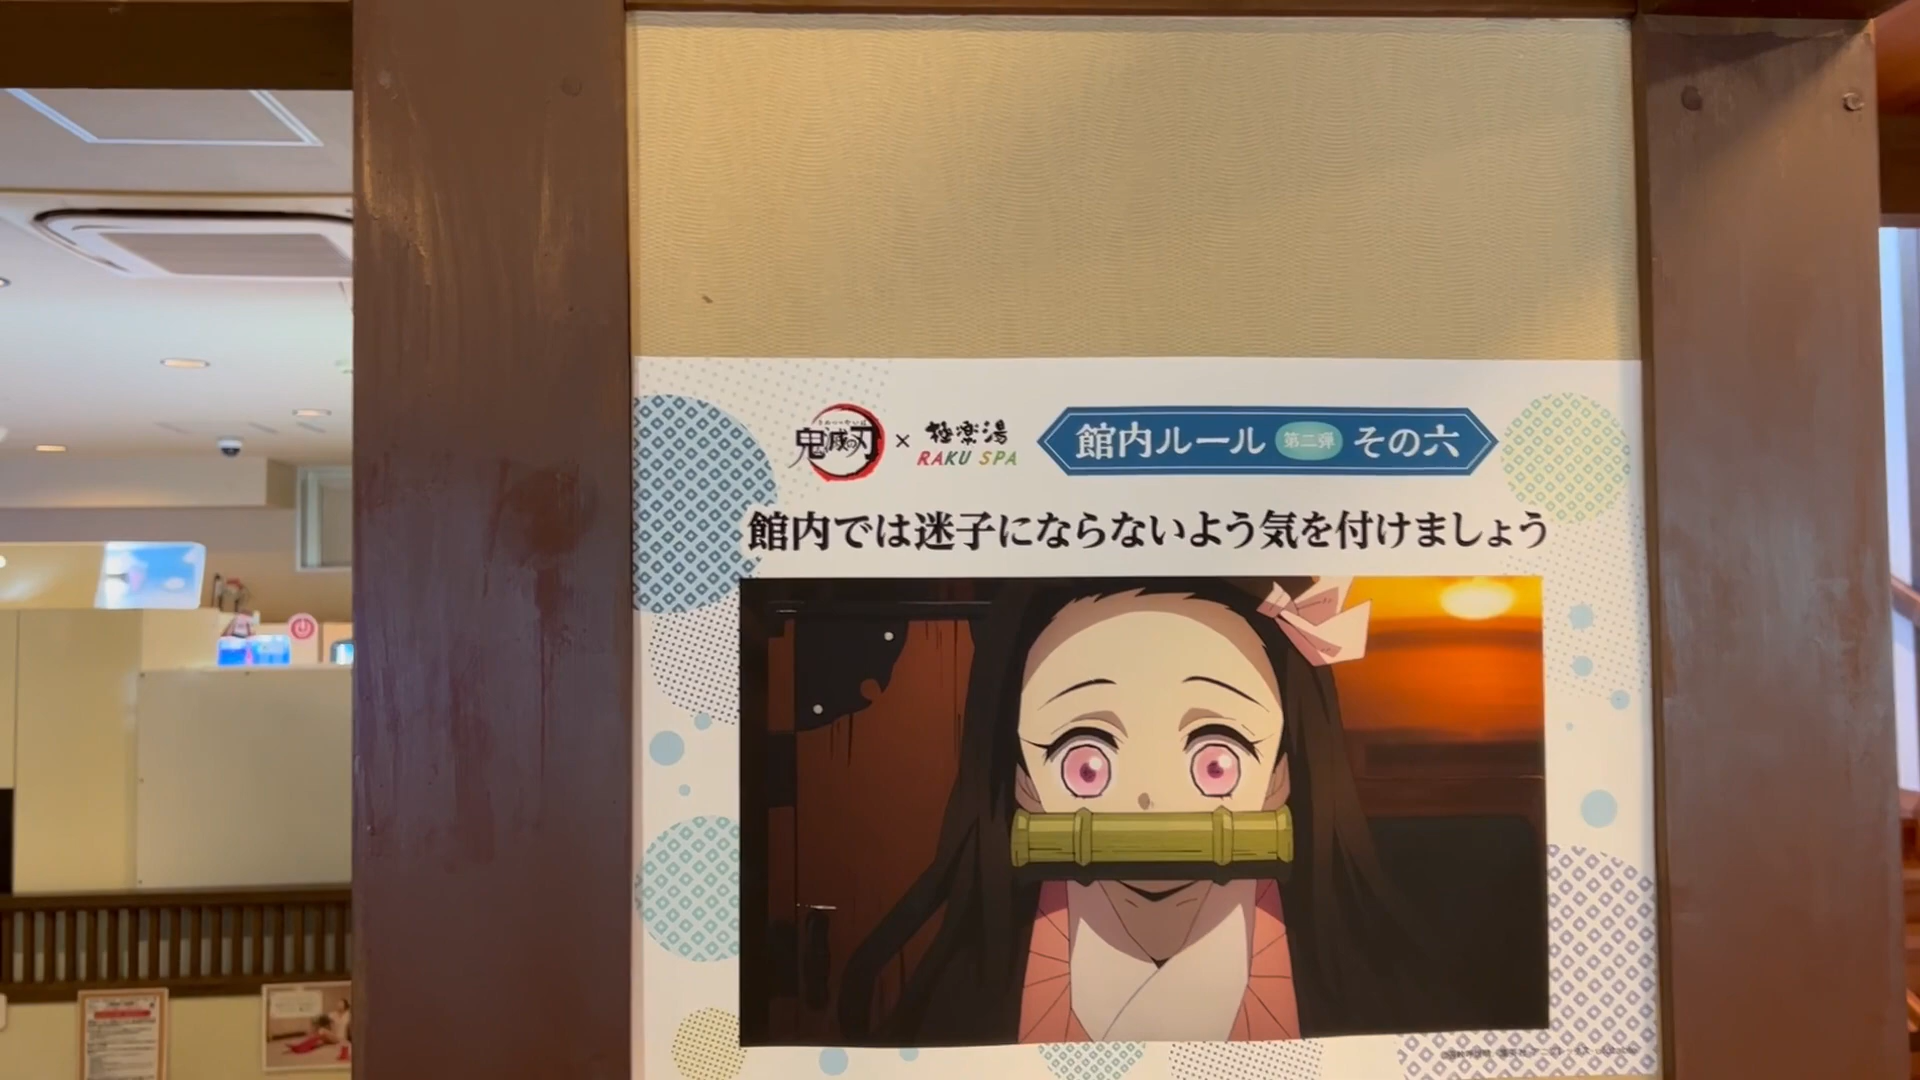 鬼滅の刃 × 極楽湯 RAKU SPA
館内ルール 第二弾 その六
館内では迷子にならないよう気を付けましょう